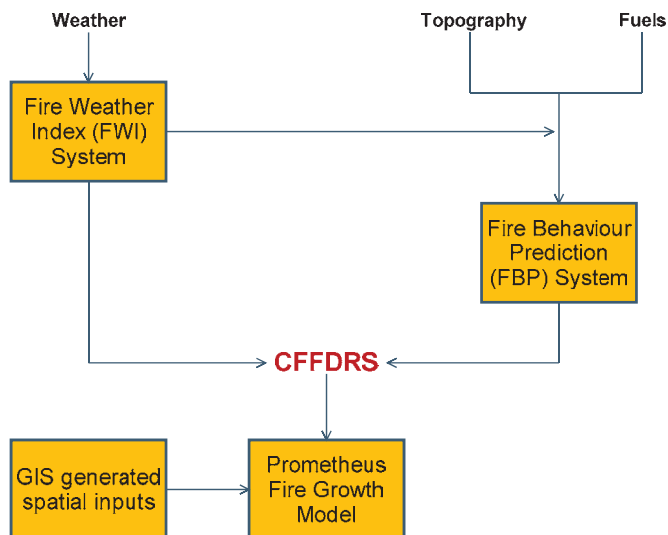 Weather
Topography
Fuels
Fire Weather
Index (FWI)
System
Fire Behaviour
Prediction
(FBP) System
CFFDRS
GIS generated
spatial inputs
Prometheus
Fire Growth
Model